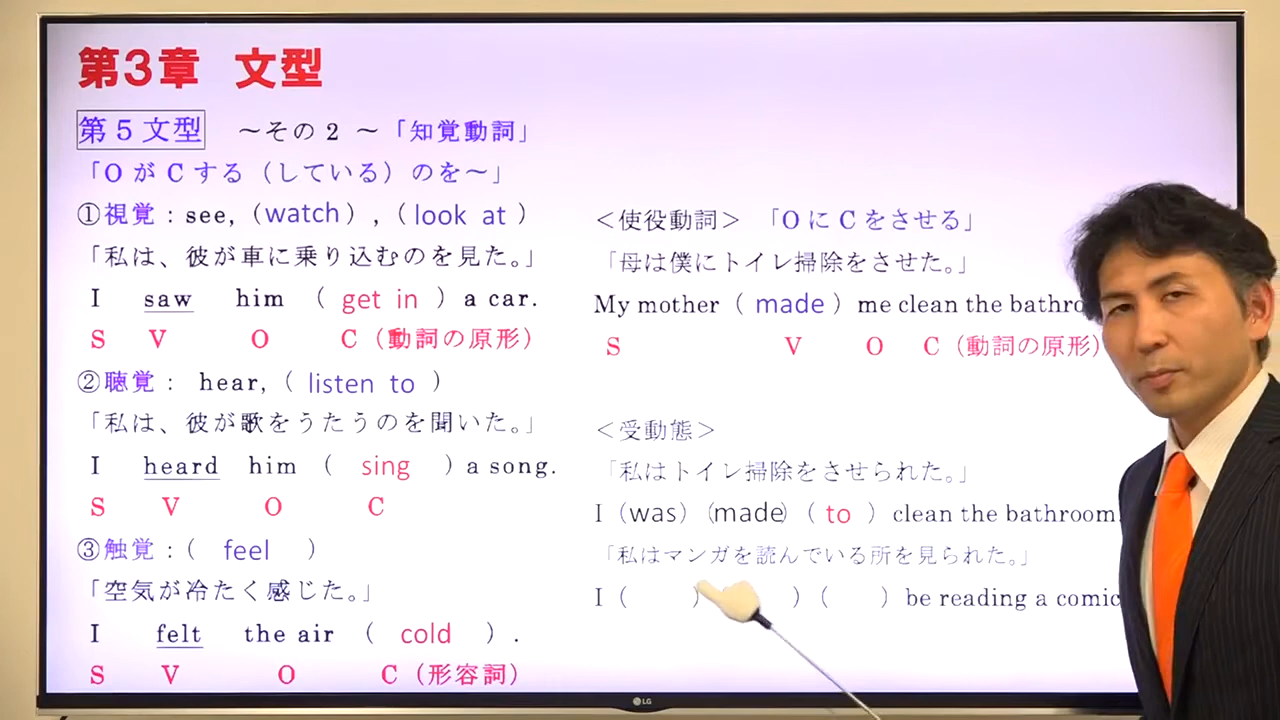 第３章 文型
第５文型 ～その２～「知覚動詞」
「OがCする（している）のを～」
①視覚：see,（watch）,（look at）
「私は、彼が車に乗り込むのを見た。」
I saw him （ get in ） a car.
S V O C（動詞の原形）
②聴覚： hear,（ listen to ）
「私は、彼が歌をうたうのを聞いた。」
I heard him （ sing ） a song.
S V O C
③触覚：（ feel ）
「空気が冷たく感じた。」
I felt the air （ cold ）.
S V O C（形容詞）
＜使役動詞＞ 「OにCをさせる」
「母は僕にトイレ掃除をさせた。」
My mother （ made ） me clean the bathro
S V O C（動詞の原形）
＜受動態＞
「私はトイレ掃除をさせられた。」
I （was）（made）（ to ） clean the bathroom.
「私はマンガを読んでいる所を見られた。」
I （ ） ）（ ） be reading a comic
LG